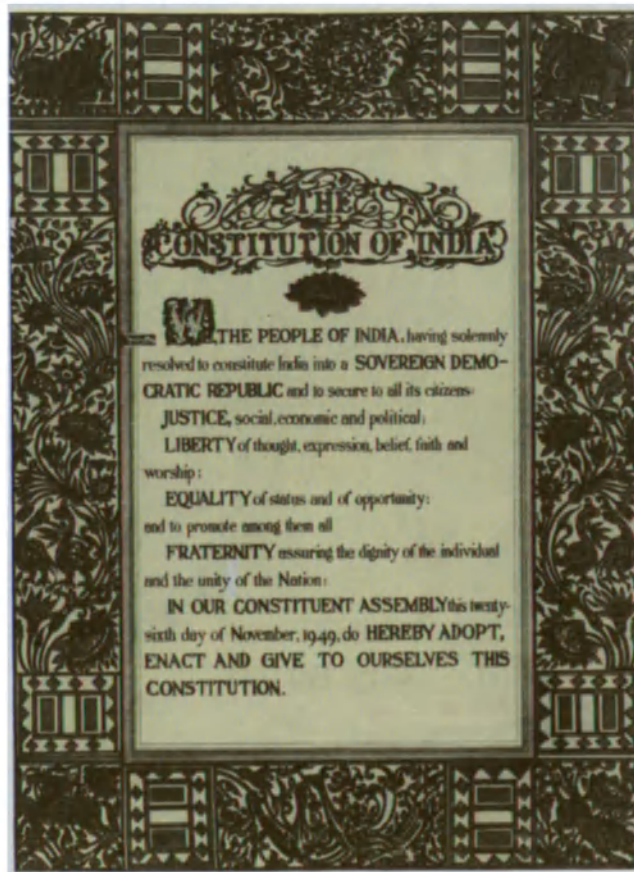 THE
CONSTITUTION OF INDIA
WE, THE PEOPLE OF INDIA, having solemnly
resolved to constitute India into a SOVEREIGN DEMO-
CRATIC REPUBLIC and to secure to all its citizens:
JUSTICE, social, economic and political;
LIBERTY of thought, expression, belief, faith and
worship;
EQUALITY of status and of opportunity;
and to promote among them all
FRATERNITY assuring the dignity of the individual
and the unity of the Nation;
IN OUR CONSTITUENT ASSEMBLY this twenty-
sixth day of November, 1949, do HEREBY ADOPT,
ENACT AND GIVE TO OURSELVES THIS
CONSTITUTION.